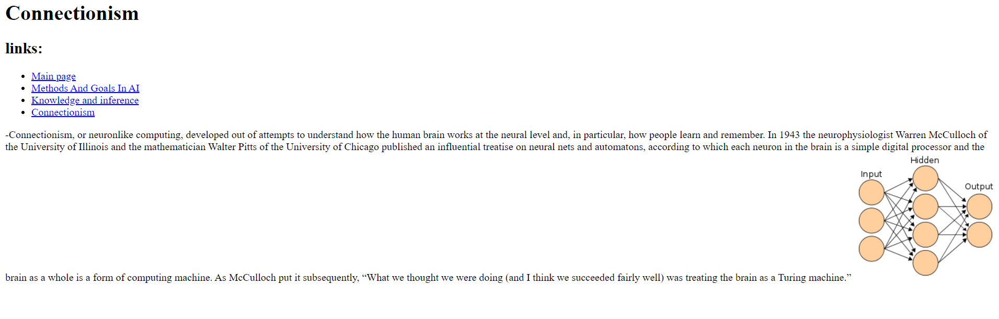 Connectionism
links:
Main page
Methods And Goals In AI
Knowledge and inference
Connectionism
-Connectionism, or neuronlike computing, developed out of attempts to understand how the human brain works at the neural level and, in particular, how people learn and remember. In 1943 the neurophysiologist Warren McCulloch of
the University of Illinois and the mathematician Walter Pitts of the University of Chicago published an influential treatise on neural nets and automatons, according to which each neuron in the brain is a simple digital processor and the
Hidden
Input
Output
brain as a whole is a form of computing machine. As McCulloch put it subsequently, “What we thought we were doing (and I think we succeeded fairly well) was treating the brain as a Turing machine.”